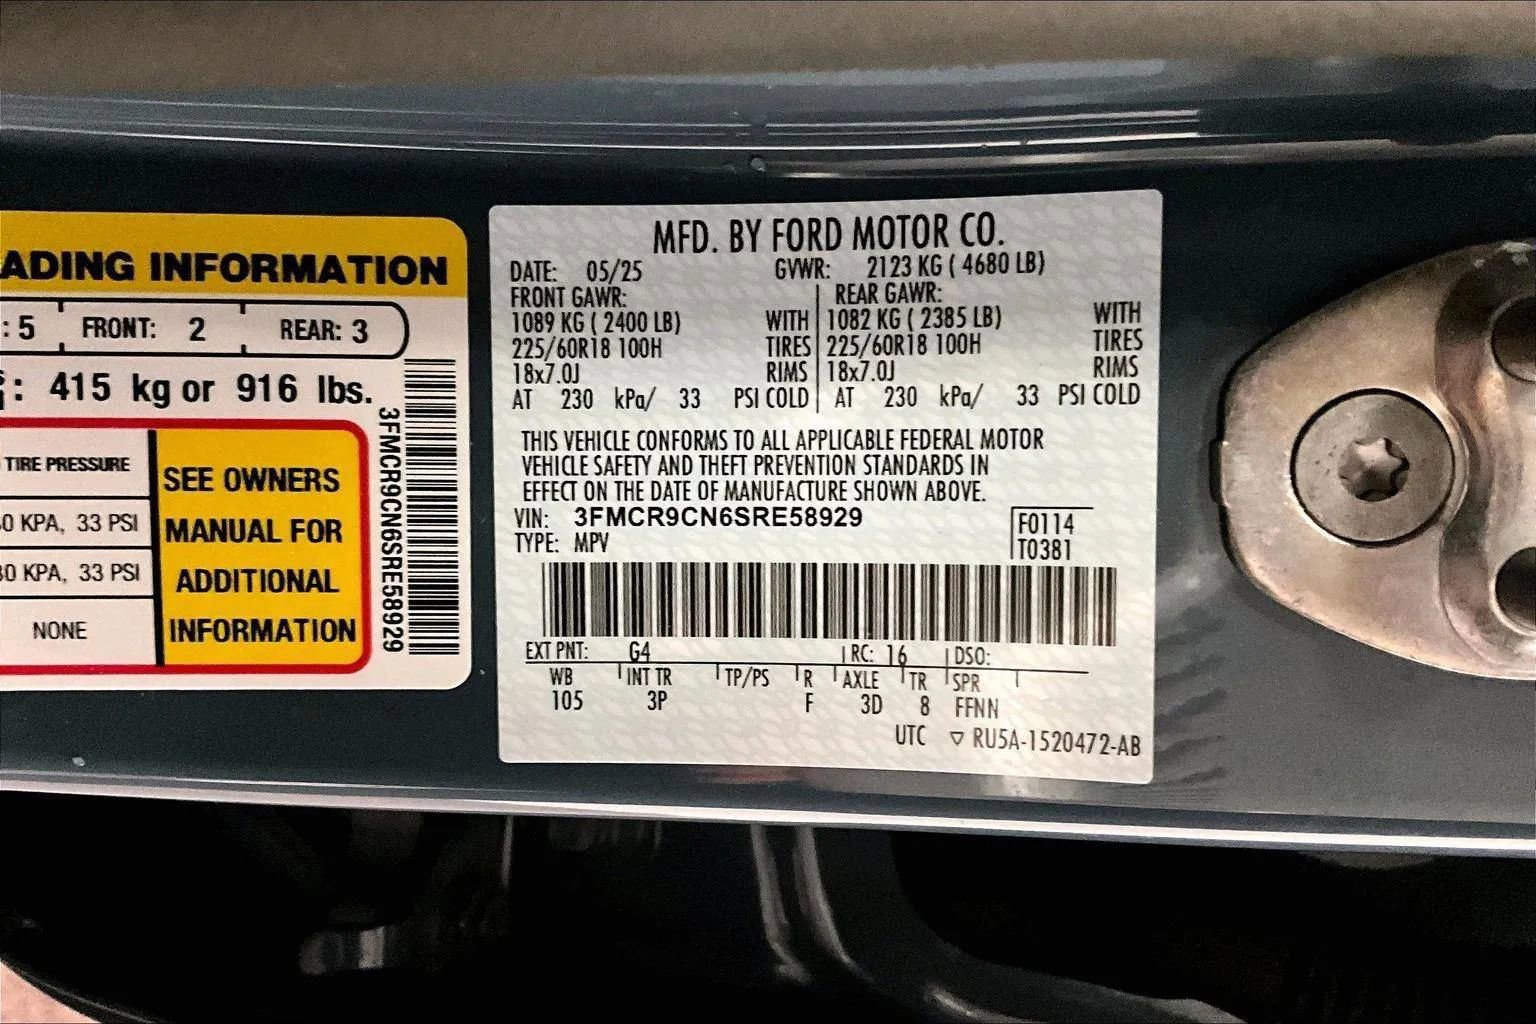 ADING INFORMATION
: 5 FRONT: 2 REAR: 3
: 415 kg or 916 lbs.
TIRE PRESSURE
0 KPA, 33 PSI
30 KPA, 33 PSI
NONE
SEE OWNERS
MANUAL FOR
ADDITIONAL
INFORMATION
3FMCR9CN6SRE58929
MFD. BY FORD MOTOR CO.
DATE: 05/25 GVWR: 2123 KG ( 4680 LB)
FRONT GAWR: REAR GAWR:
1089 KG ( 2400 LB) WITH 1082 KG ( 2385 LB) WITH
225/60R18 100H TIRES 225/60R18 100H TIRES
18x7.0J RIMS 18x7.0J RIMS
AT 230 kPa/ 33 PSI COLD AT 230 kPa/ 33 PSI COLD
THIS VEHICLE CONFORMS TO ALL APPLICABLE FEDERAL MOTOR
VEHICLE SAFETY AND THEFT PREVENTION STANDARDS IN
EFFECT ON THE DATE OF MANUFACTURE SHOWN ABOVE.
VIN: 3FMCR9CN6SRE58929 F0114
TYPE: MPV T0381
EXT PNT: G4 RC: 16 DSO:
WB INT TR TP/PS R AXLE TR SPR
105 3P F 3D 8 FFNN
UTC ▽ RU5A-1520472-AB